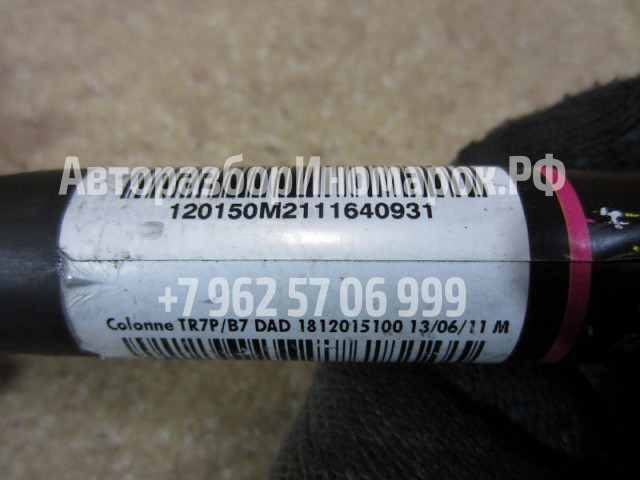 АвторазборИномарок.РФ
120150M2111640931
+7 962 57 06 999
Colonne TR7P/B7 DAD 1812015100 13/06/11 M